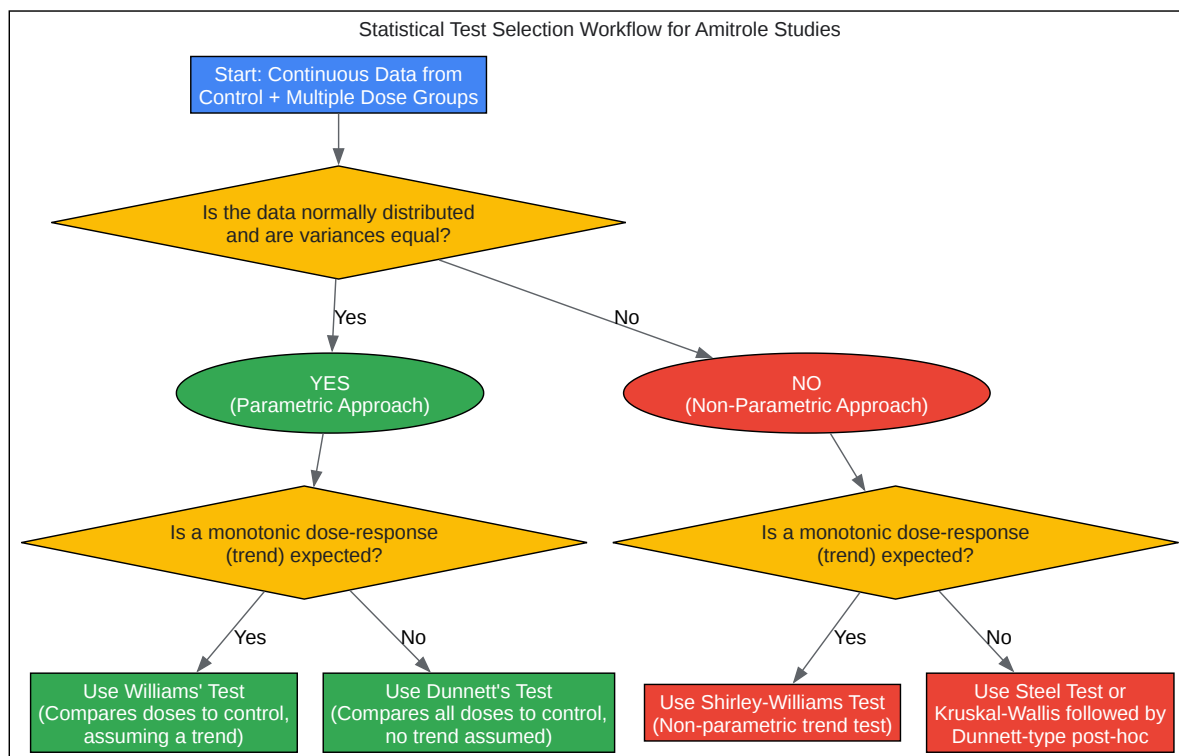 Statistical Test Selection Workflow for Amitrole Studies
Start: Continuous Data from
Control + Multiple Dose Groups
Is the data normally distributed
and are variances equal?
Yes
No
YES
(Parametric Approach)
NO
(Non-Parametric Approach)
Is a monotonic dose-response
(trend) expected?
Is a monotonic dose-response
(trend) expected?
Yes
No
Yes
No
Use Williams' Test
(Compares doses to control,
assuming a trend)
Use Dunnett's Test
(Compares all doses to control,
no trend assumed)
Use Shirley-Williams Test
(Non-parametric trend test)
Use Steel Test or
Kruskal-Wallis followed by
Dunnett-type post-hoc